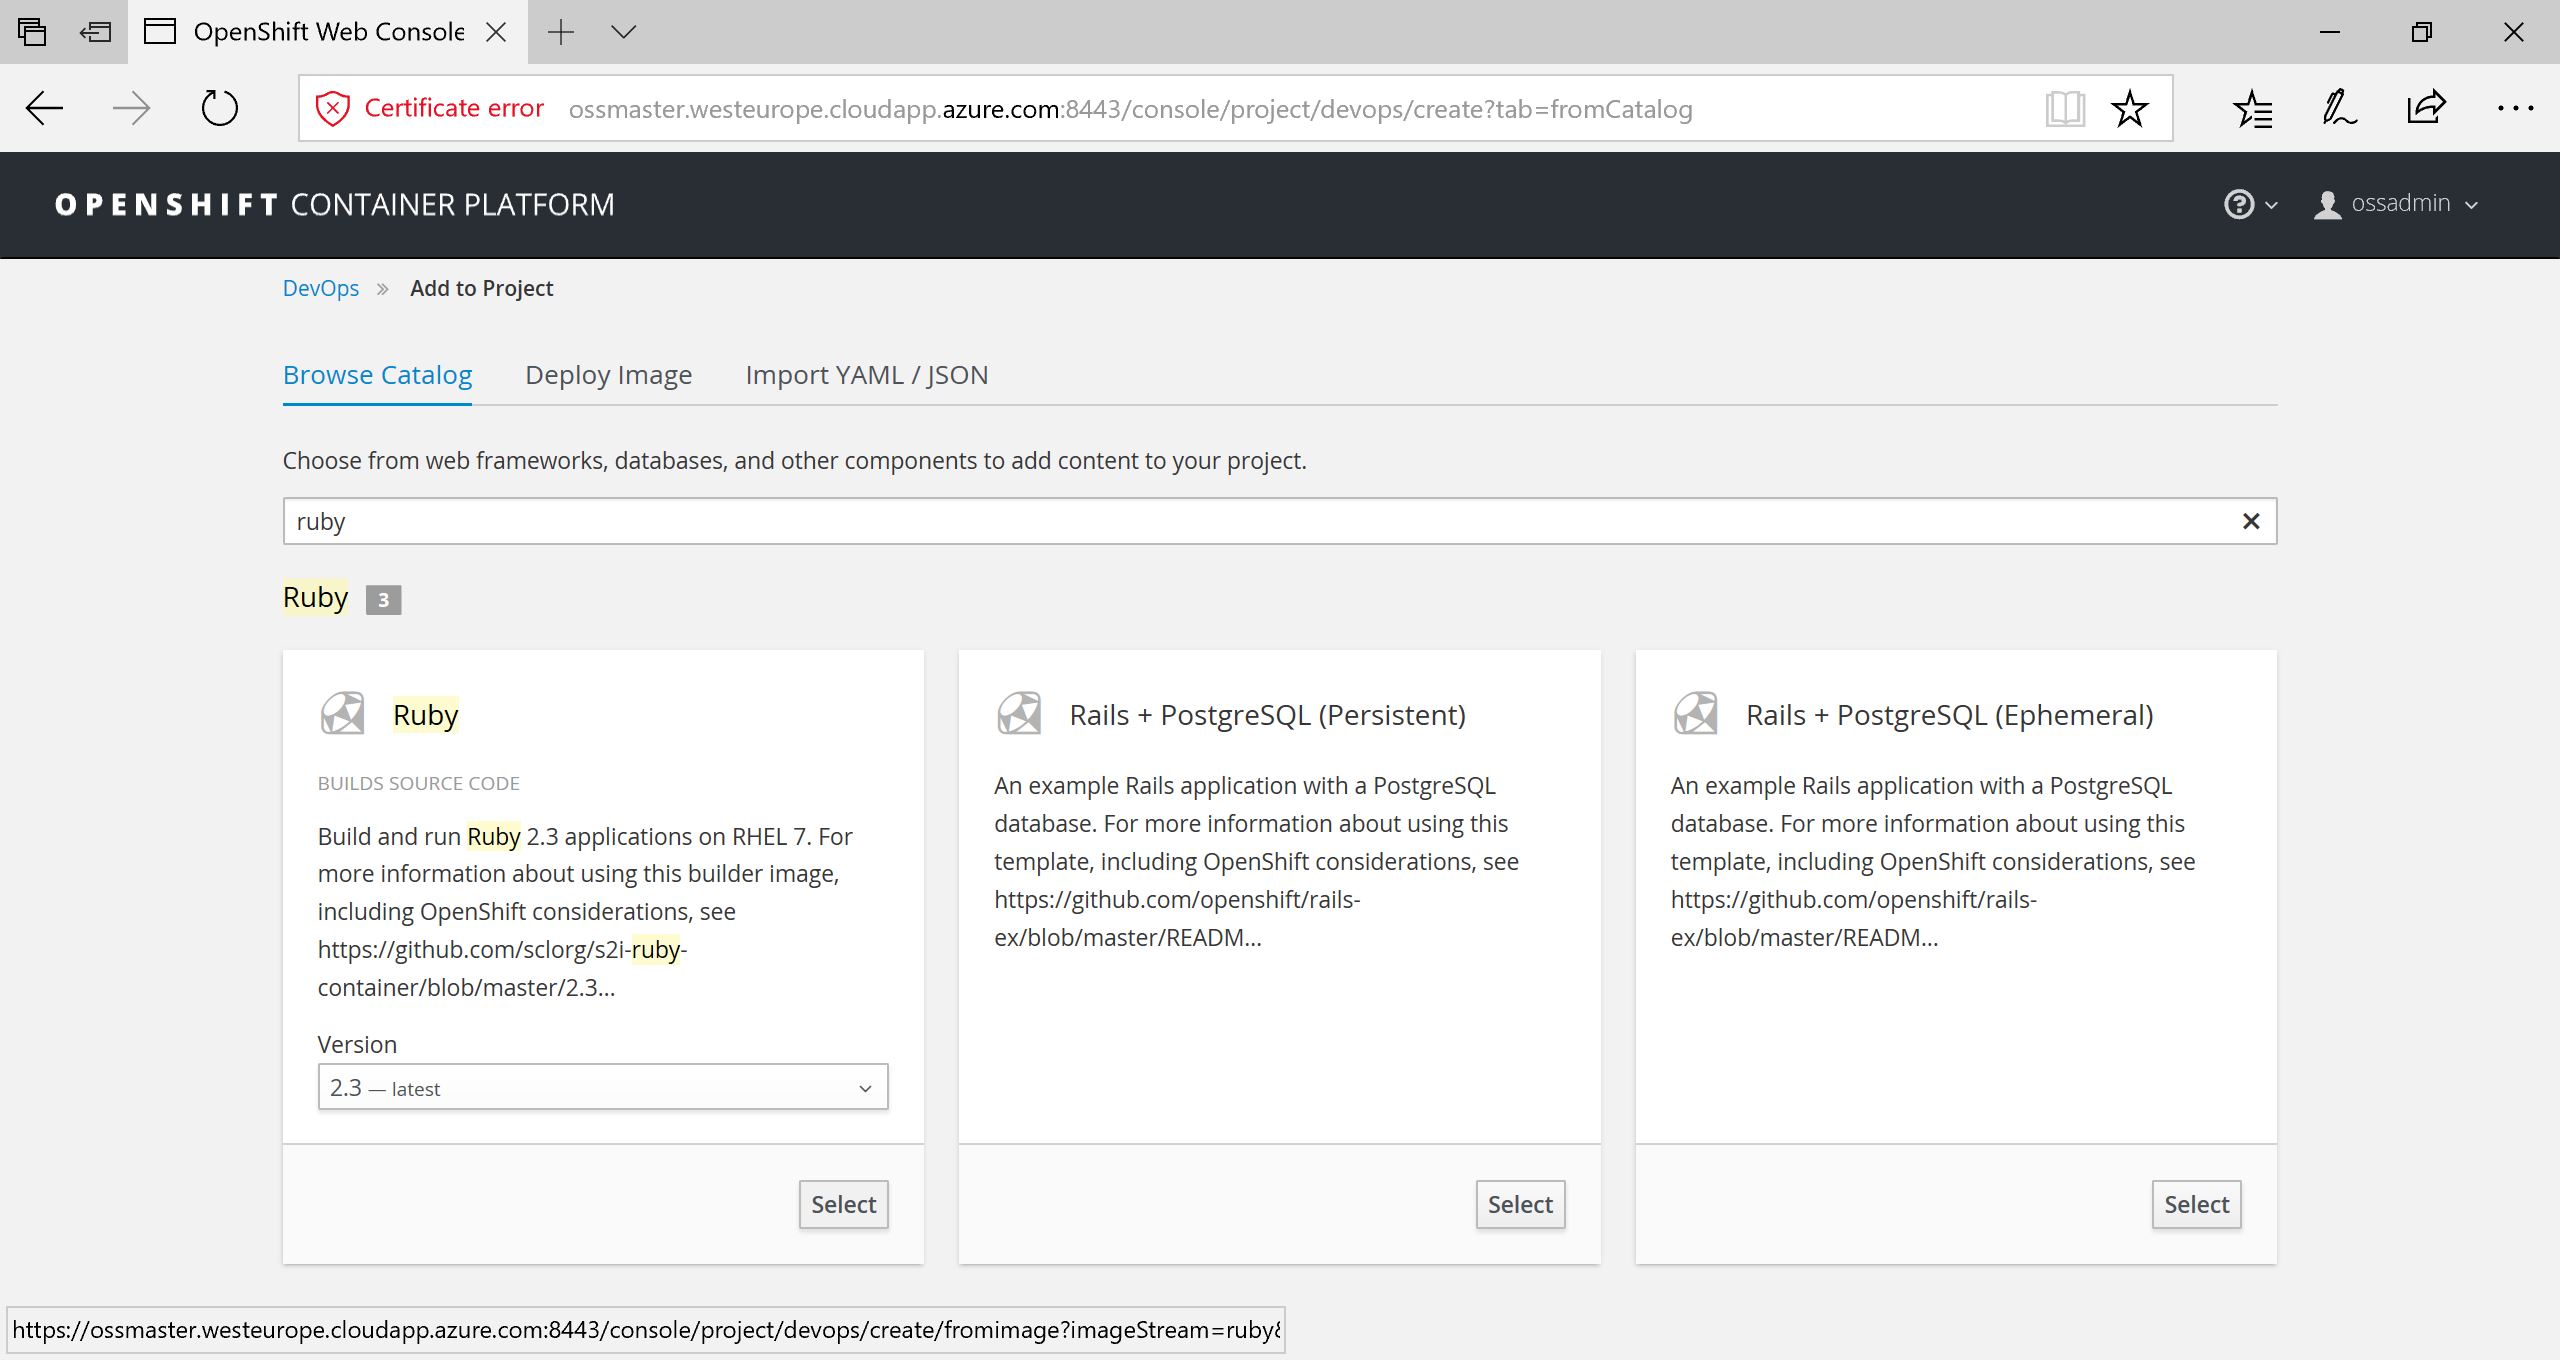 OpenShift Web Console
Certificate error ossmaster.westeurope.cloudapp.azure.com:8443/console/project/devops/create?tab=fromCatalog
OPENSHIFT CONTAINER PLATFORM
ossadmin
DevOps » Add to Project
Browse Catalog Deploy Image Import YAML / JSON
Choose from web frameworks, databases, and other components to add content to your project.
ruby
Ruby 3
Ruby
BUILDS SOURCE CODE
Build and run Ruby 2.3 applications on RHEL 7. For
more information about using this builder image,
including OpenShift considerations, see
https://github.com/sclorg/s2i-ruby-
container/blob/master/2.3...
Version
2.3 — latest
Select
Rails + PostgreSQL (Persistent)
An example Rails application with a PostgreSQL
database. For more information about using this
template, including OpenShift considerations, see
https://github.com/openshift/rails-
ex/blob/master/READM...
Select
Rails + PostgreSQL (Ephemeral)
An example Rails application with a PostgreSQL
database. For more information about using this
template, including OpenShift considerations, see
https://github.com/openshift/rails-
ex/blob/master/READM...
Select
https://ossmaster.westeurope.cloudapp.azure.com:8443/console/project/devops/create/fromimage?imageStream=ruby&